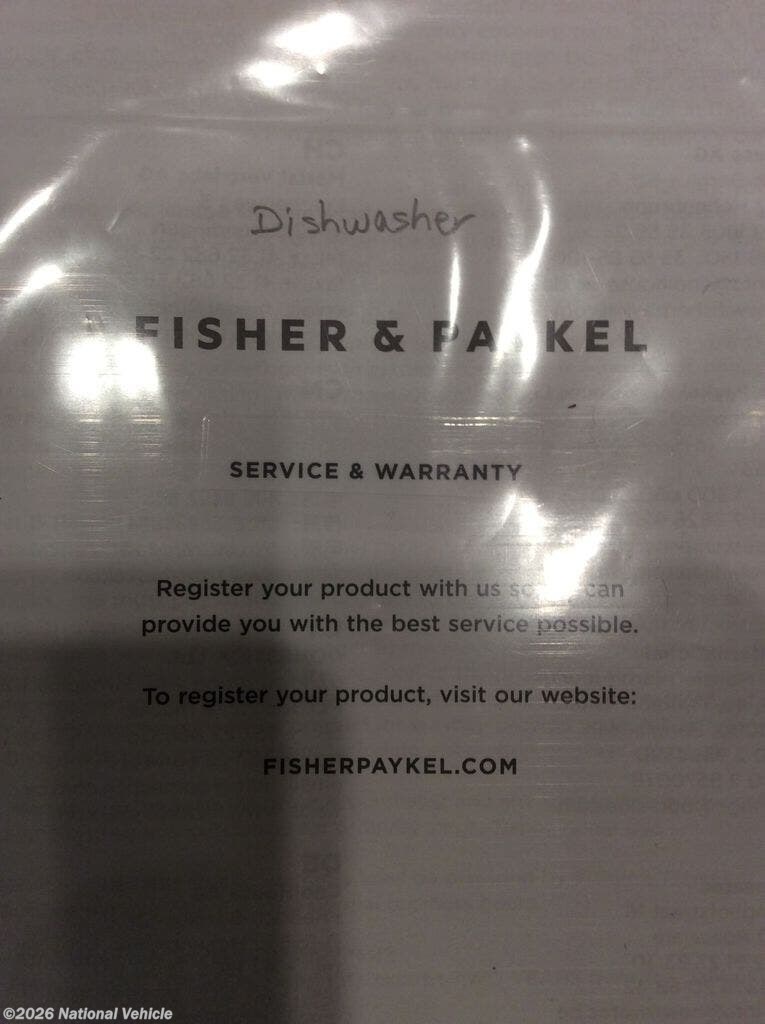 Dishwasher
FISHER & PAYKEL
SERVICE & WARRANTY
Register your product with us so can
provide you with the best service possible.
To register your product, visit our website:
FISHERPAYKEL.COM
©2026 National Vehicle